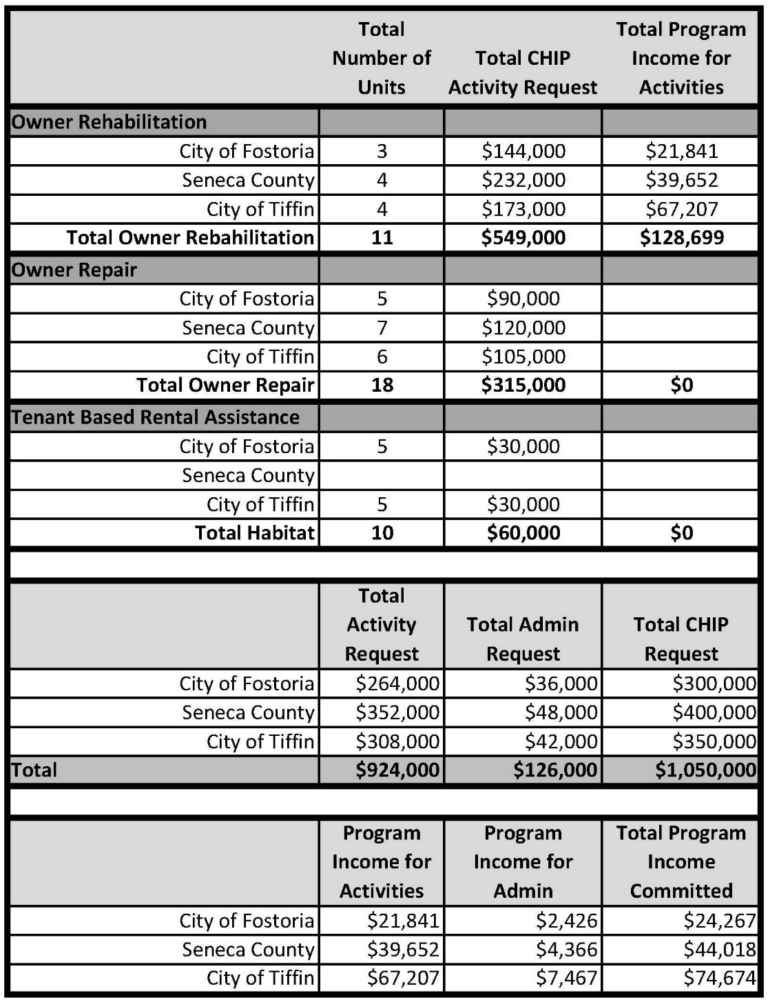 Total Number of Units Total CHIP Activity Request Total Program Income for Activities
Owner Rehabilitation
City of Fostoria 3 $144,000 $21,841
Seneca County 4 $232,000 $39,652
City of Tiffin 4 $173,000 $67,207
Total Owner Rebahilitation 11 $549,000 $128,699
Owner Repair
City of Fostoria 5 $90,000
Seneca County 7 $120,000
City of Tiffin 6 $105,000
Total Owner Repair 18 $315,000 $0
Tenant Based Rental Assistance
City of Fostoria 5 $30,000
Seneca County
City of Tiffin 5 $30,000
Total Habitat 10 $60,000 $0
Total Activity Request Total Admin Request Total CHIP Request
City of Fostoria $264,000 $36,000 $300,000
Seneca County $352,000 $48,000 $400,000
City of Tiffin $308,000 $42,000 $350,000
Total $924,000 $126,000 $1,050,000
Program Income for Activities Program Income for Admin Total Program Income Committed
City of Fostoria $21,841 $2,426 $24,267
Seneca County $39,652 $4,366 $44,018
City of Tiffin $67,207 $7,467 $74,674